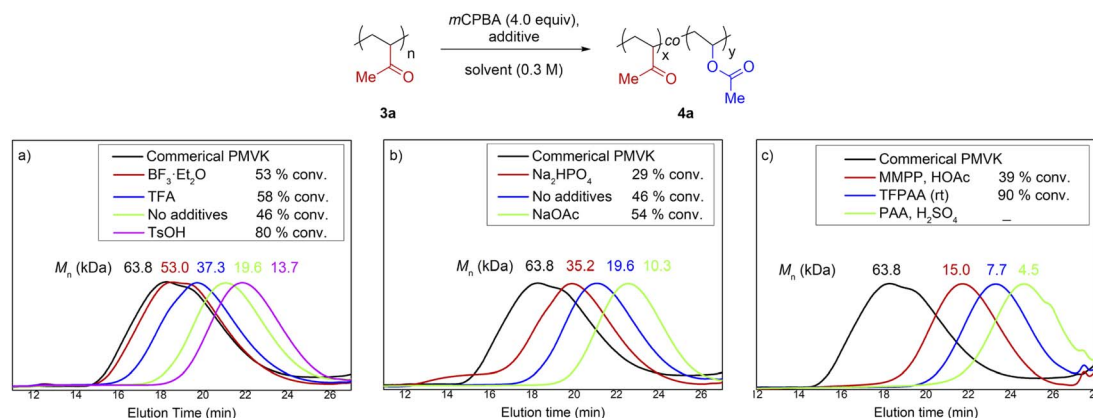 mCPBA (4.0 equiv),
additive
solvent (0.3 M)
n
Me
O
3a
x
co
y
Me
O
O
O
Me
4a
a)
Commerical PMVK
BF₃·Et₂O 53 % conv.
TFA 58 % conv.
No additives 46 % conv.
TsOH 80 % conv.
Mₙ (kDa) 63.8 53.0 37.3 19.6 13.7
12 14 16 18 20 22 24 26
Elution Time (min)
b)
Commerical PMVK
Na₂HPO₄ 29 % conv.
No additives 46 % conv.
NaOAc 54 % conv.
Mₙ (kDa) 63.8 35.2 19.6 10.3
12 14 16 18 20 22 24 26
Elution time (min)
c)
Commerical PMVK
MMPP, HOAc 39 % conv.
TFPAA (rt) 90 % conv.
PAA, H₂SO₄ –
Mₙ (kDa) 63.8 15.0 7.7 4.5
12 14 16 18 20 22 24 26 28
Elution time (min)